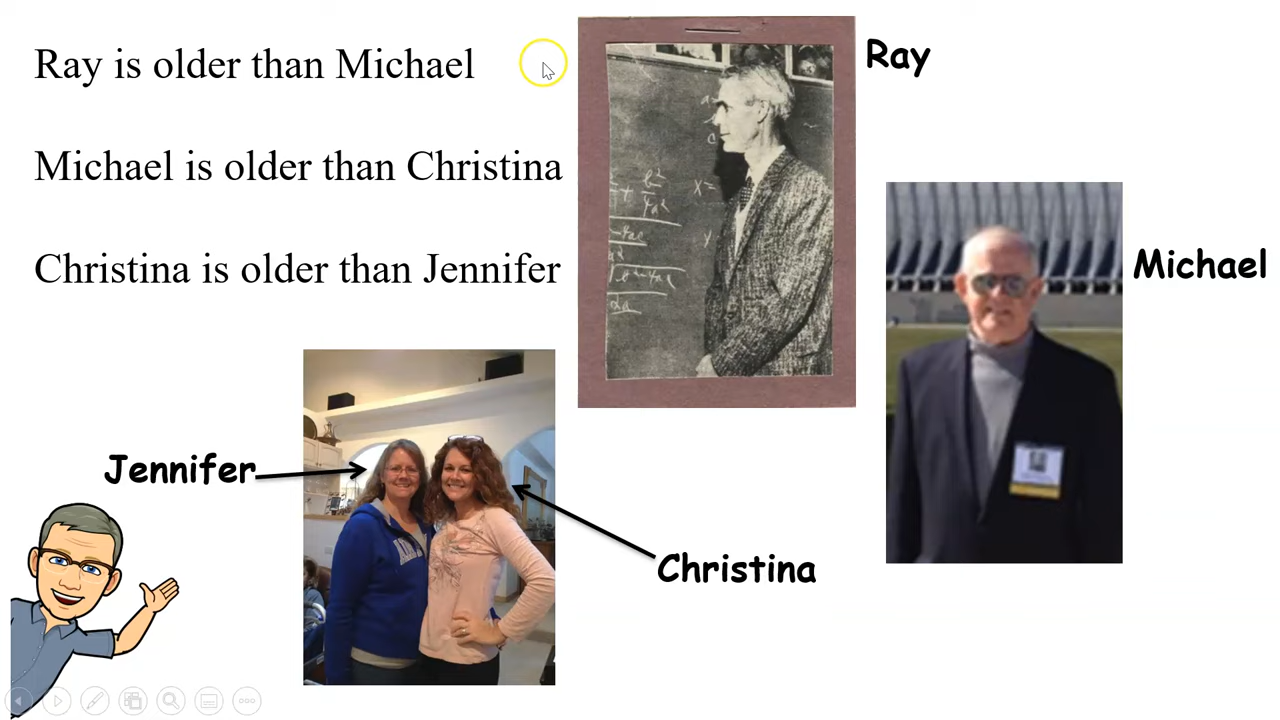 Ray is older than Michael
Ray
Michael is older than Christina
Michael
Christina is older than Jennifer
Jennifer
Christina